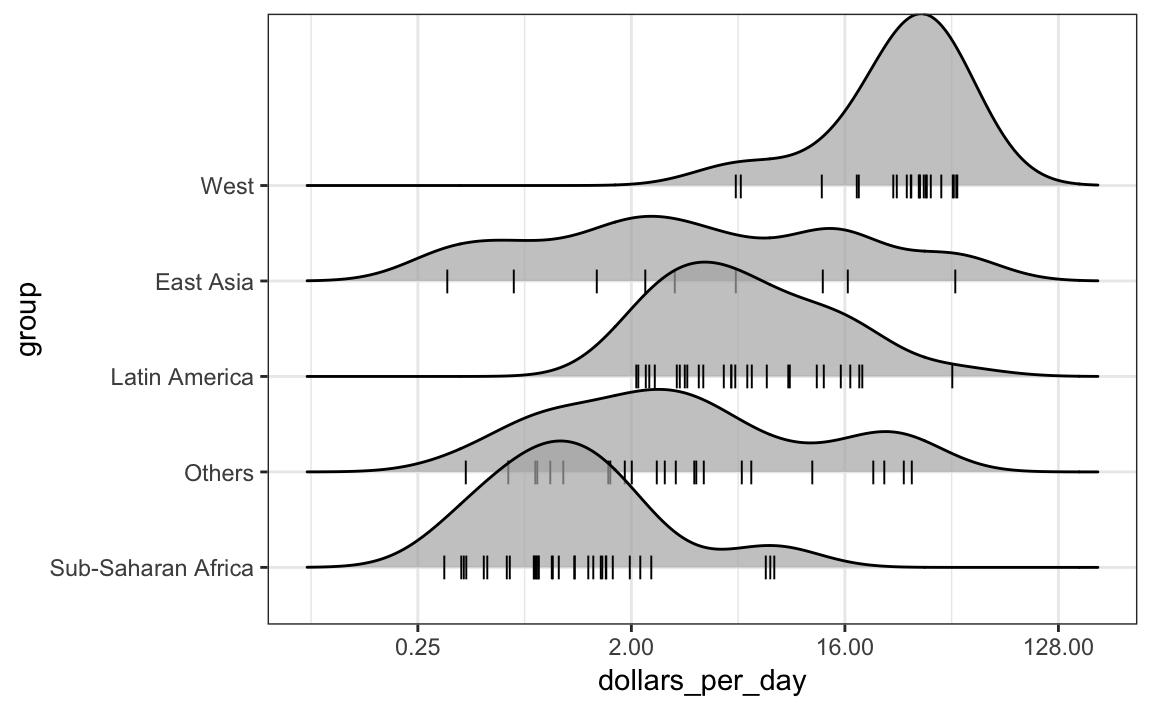 West
East Asia
Latin America
Others
Sub-Saharan Africa
group
0.25
2.00
16.00
128.00
dollars_per_day